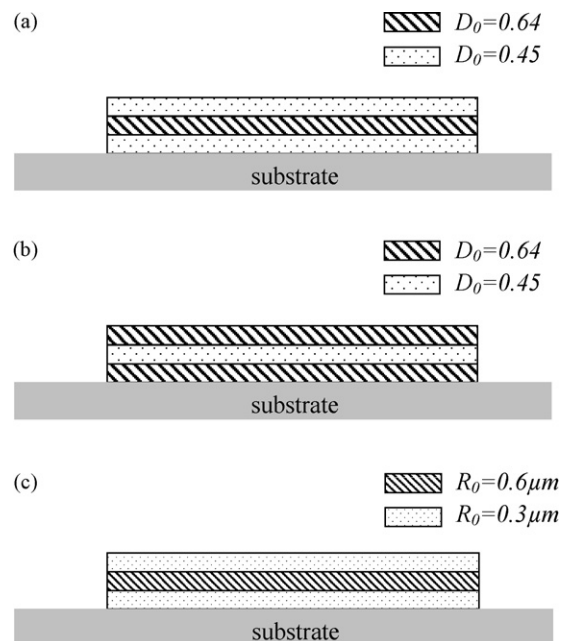 (a)
D₀=0.64
D₀=0.45
substrate
(b)
D₀=0.64
D₀=0.45
substrate
(c)
R₀=0.6μm
R₀=0.3μm
substrate